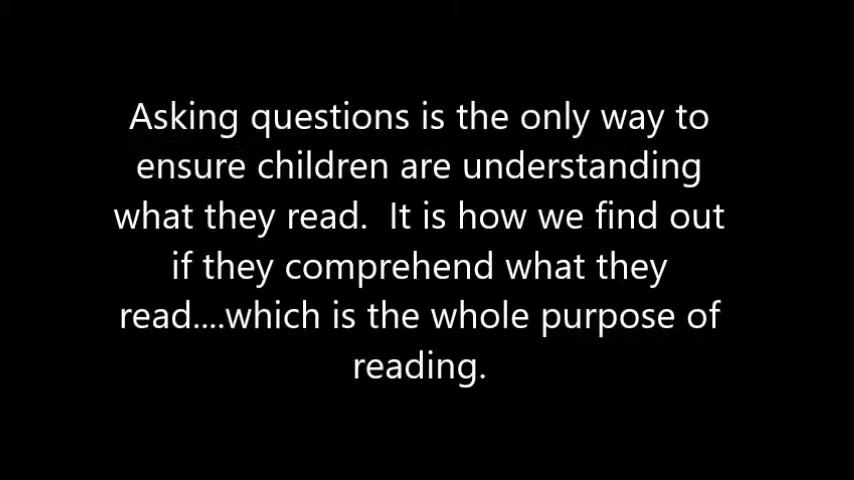 Asking questions is the only way to
ensure children are understanding
what they read.  It is how we find out
if they comprehend what they
read....which is the whole purpose of
reading.